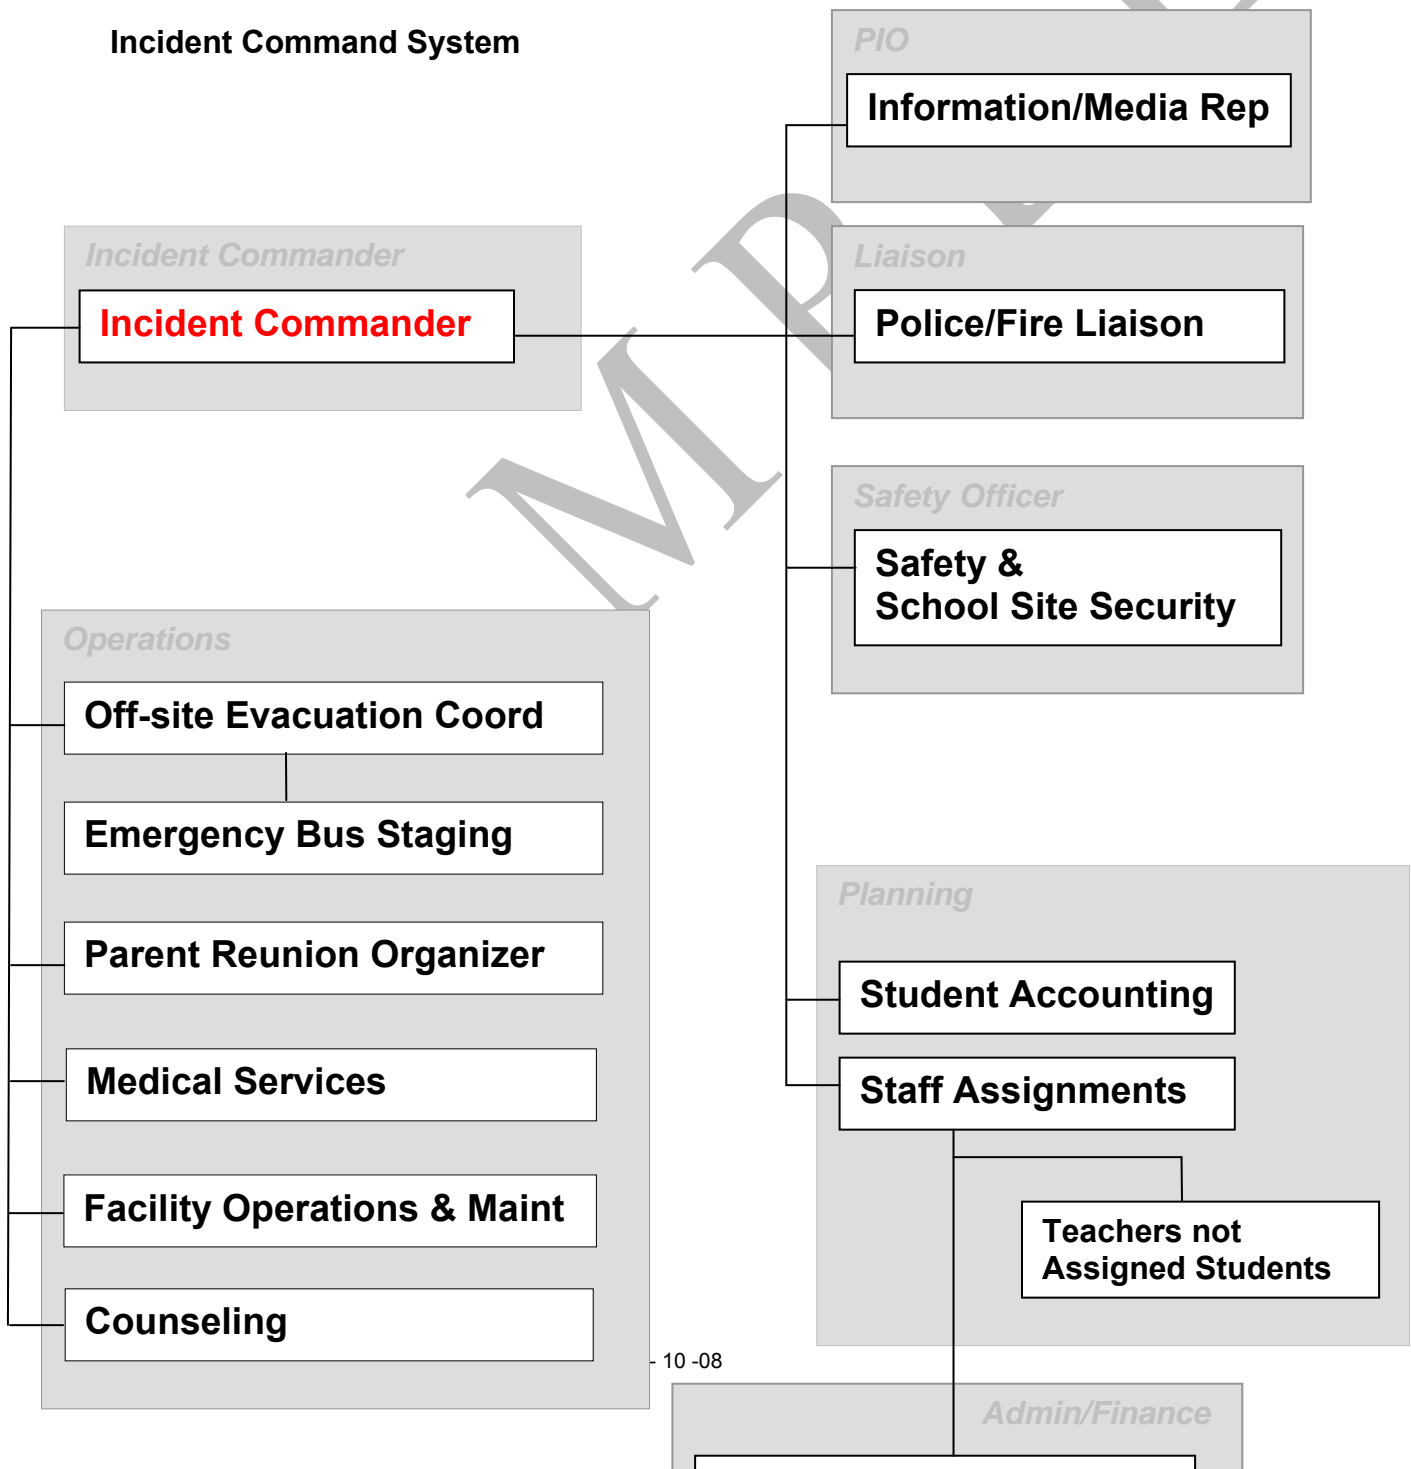 Incident Command System
PIO
Information/Media Rep
Incident Commander
Incident Commander
Liaison
Police/Fire Liaison
Safety Officer
Safety &
School Site Security
Operations
Off-site Evacuation Coord
Emergency Bus Staging
Parent Reunion Organizer
Medical Services
Facility Operations & Maint
Counseling
Planning
Student Accounting
Staff Assignments
Teachers not
Assigned Students
- 10 -08
Admin/Finance
MP